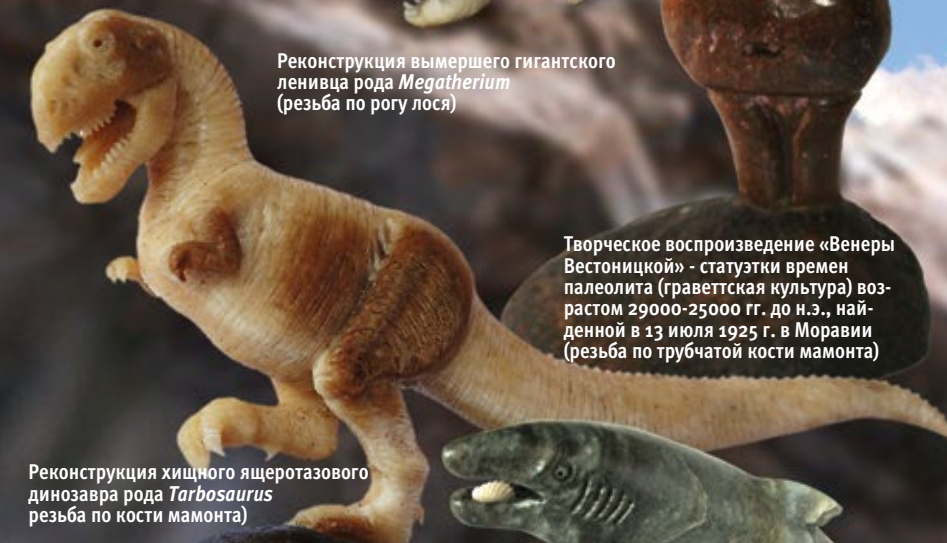 Реконструкция вымершего гигантского
ленивца рода Megatherium
(резьба по рогу лося)
Творческое воспроизведение «Венеры
Вестоницкой» - статуэтки времен
палеолита (граветтская культура) воз-
растом 29000-25000 гг. до н.э., най-
денной в 13 июля 1925 г. в Моравии
(резьба по трубчатой кости мамонта)
Реконструкция хищного ящеротазового
динозавра рода Tarbosaurus
резьба по кости мамонта)